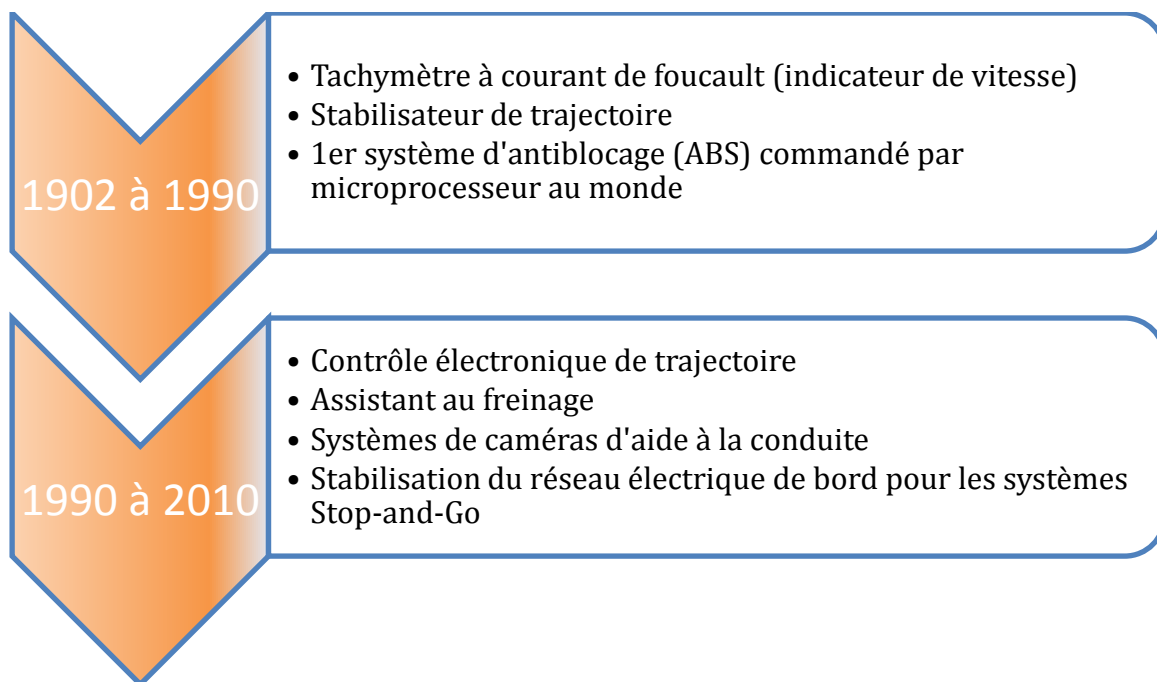 1902 à 1990
• Tachymètre à courant de foucault (indicateur de vitesse)
• Stabilisateur de trajectoire
• 1er système d'antiblocage (ABS) commandé par
microprocesseur au monde
1990 à 2010
• Contrôle électronique de trajectoire
• Assistant au freinage
• Systèmes de caméras d'aide à la conduite
• Stabilisation du réseau électrique de bord pour les systèmes
Stop-and-Go